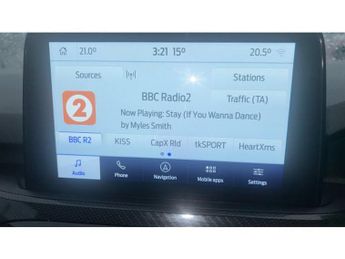 21.0° 3:21 15° 20.5°
Sources Stations
BBC Radio2 Traffic (TA)
2 Now Playing: Stay (If You Wanna Dance)
by Myles Smith
BBC R2 KISS CapX Rld tkSPORT HeartXms
Audio Phone Navigation Mobile apps Settings